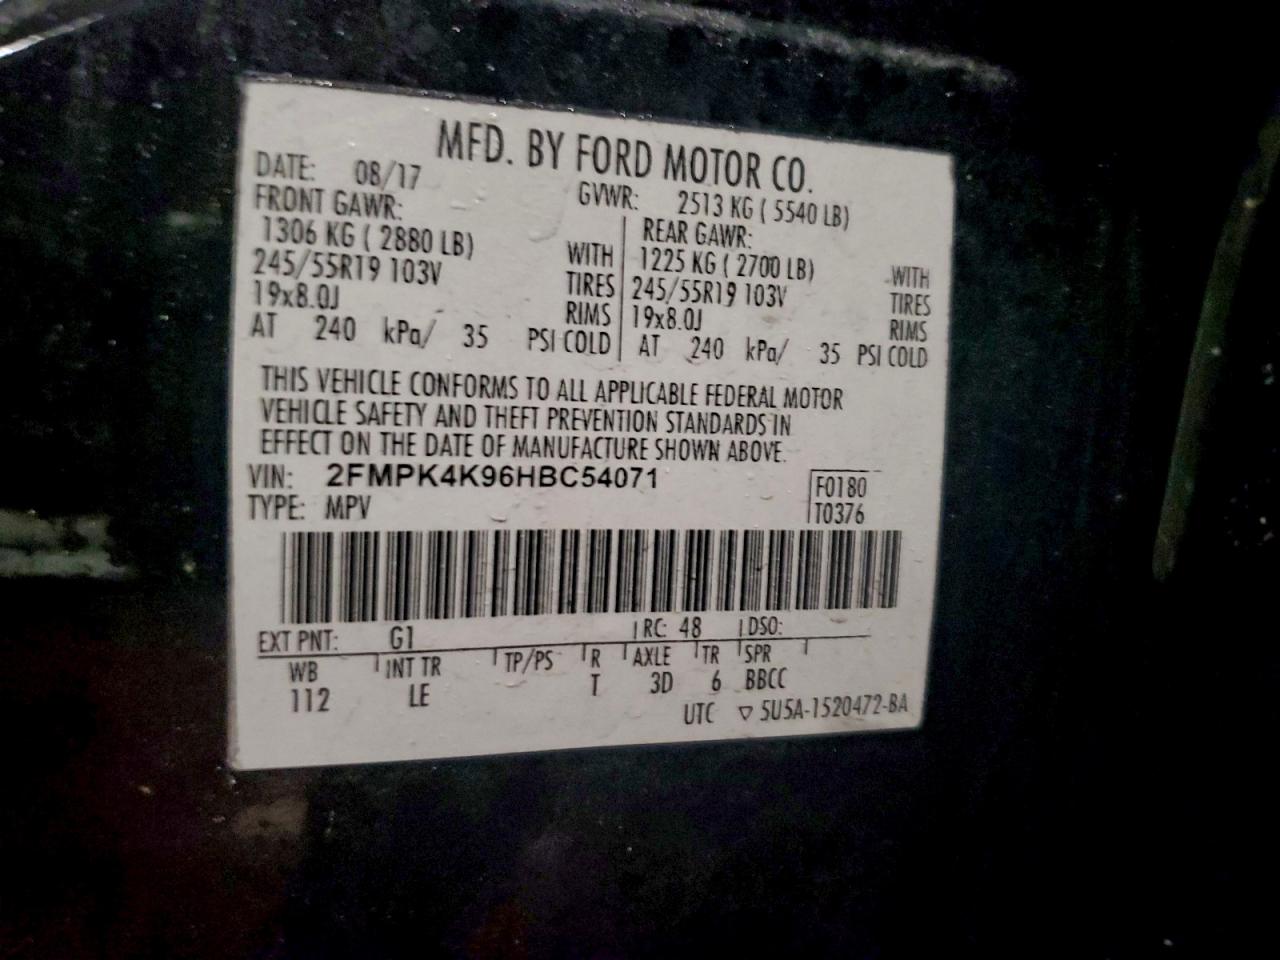 MFD. BY FORD MOTOR CO.
DATE: 08/17 GVWR: 2513 KG ( 5540 LB)
FRONT GAWR: REAR GAWR:
1306 KG ( 2880 LB) WITH 1225 KG ( 2700 LB) WITH
245/55R19 103V TIRES 245/55R19 103V TIRES
19x8.0J RIMS 19x8.0J RIMS
AT 240 kPa/ 35 PSI COLD AT 240 kPa/ 35 PSI COLD
THIS VEHICLE CONFORMS TO ALL APPLICABLE FEDERAL MOTOR
VEHICLE SAFETY AND THEFT PREVENTION STANDARDS IN
EFFECT ON THE DATE OF MANUFACTURE SHOWN ABOVE.
VIN: 2FMPK4K96HBC54071 F0180
TYPE: MPV T0376
EXT PNT: G1 RC: 48 DSO:
WB INT TR TP/PS R AXLE TR SPR
112 LE T 3D 6 BBCC
UTC ▽ 5U5A-1520472-BA